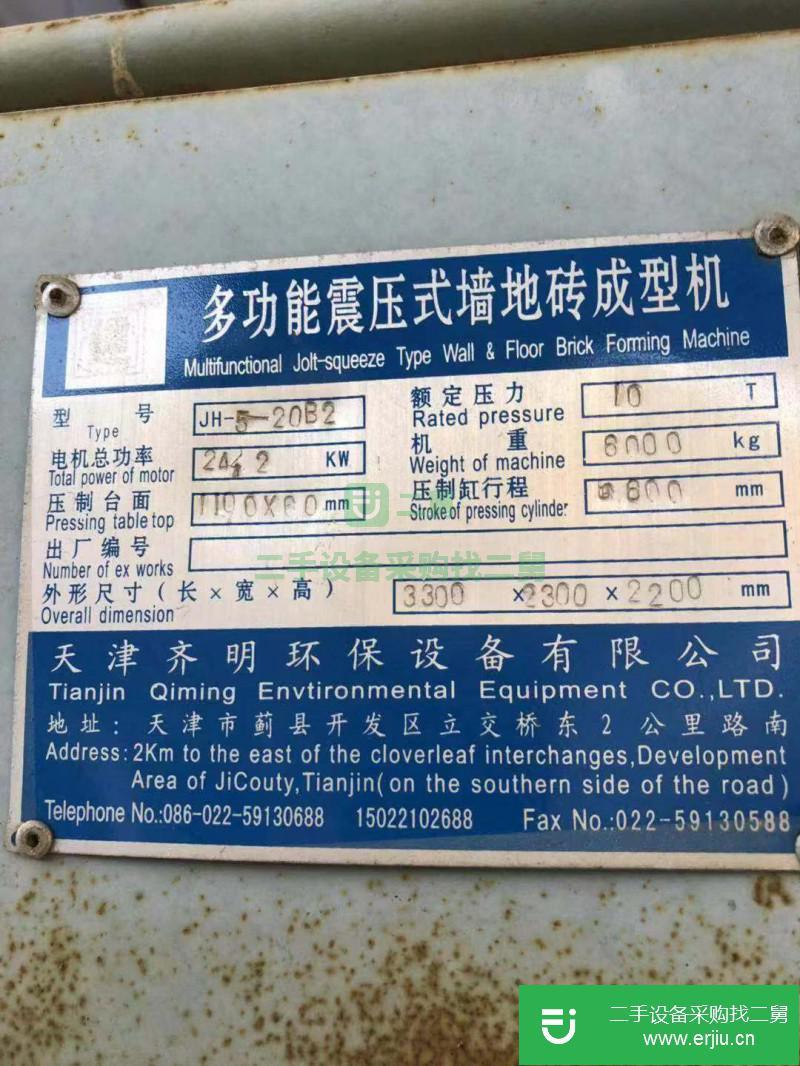 多功能震压式墙地砖成型机
Multifunctional Jolt-squeeze Type Wall & Floor Brick Forming Machine
型 号 JH-5-20B2 额定压力 10 T
Type Rated pressure
电机总功率 24.2 KW 机 重 6000 kg
Total power of motor Weight of machine
压制台面 mm 压制缸行程 600 mm
Pressing table top Stroke of pressing cylinder
出厂编号
Number of ex works
外形尺寸(长×宽×高) 3300 ×2300 ×2200 mm
Overall dimension
天津齐明环保设备有限公司
Tianjin Qiming Envtironmental Equipment CO.,LTD.
地址:天津市蓟县开发区立交桥东2公里路南
Address:2Km to the east of the cloverleaf interchanges,Development
Area of JiCouty,Tianjin(on the southern side of the road)
Telephone No.:086-022-59130688 15022102688 Fax No.:022-59130588
二手设备采购找二舅
二手设备采购找二舅
www.erjiu.cn